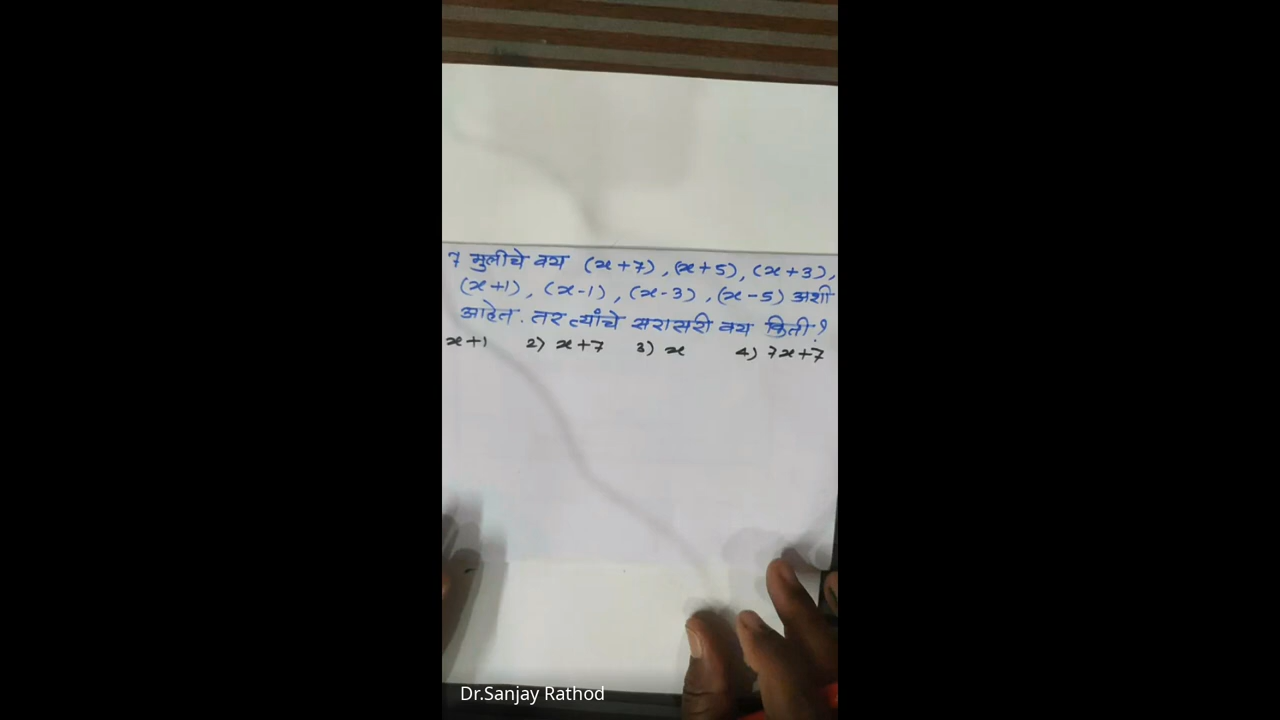 7 मुलींचे वय (x+7), (x+5), (x+3),
(x+1), (x-1), (x-3), (x-5) अशी
आहेत. तर त्यांचे सरासरी वय किती?
x+1 2) x+7 3) x 4) 7x+7
Dr.Sanjay Rathod